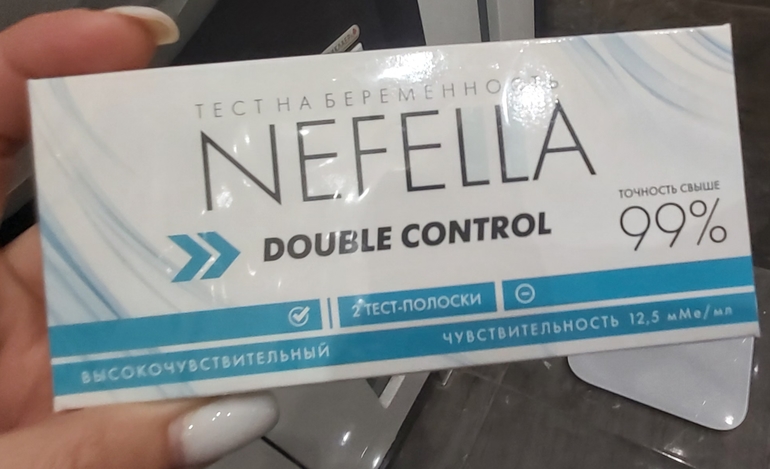 ТЕСТ НА БЕРЕМЕННОСТЬ
NEFELLA
DOUBLE CONTROL
ТОЧНОСТЬ СВЫШЕ
99%
2 ТЕСТ-ПОЛОСКИ
ВЫСОКОЧУВСТВИТЕЛЬНЫЙ
ЧУВСТВИТЕЛЬНОСТЬ 12,5 мМе/мл